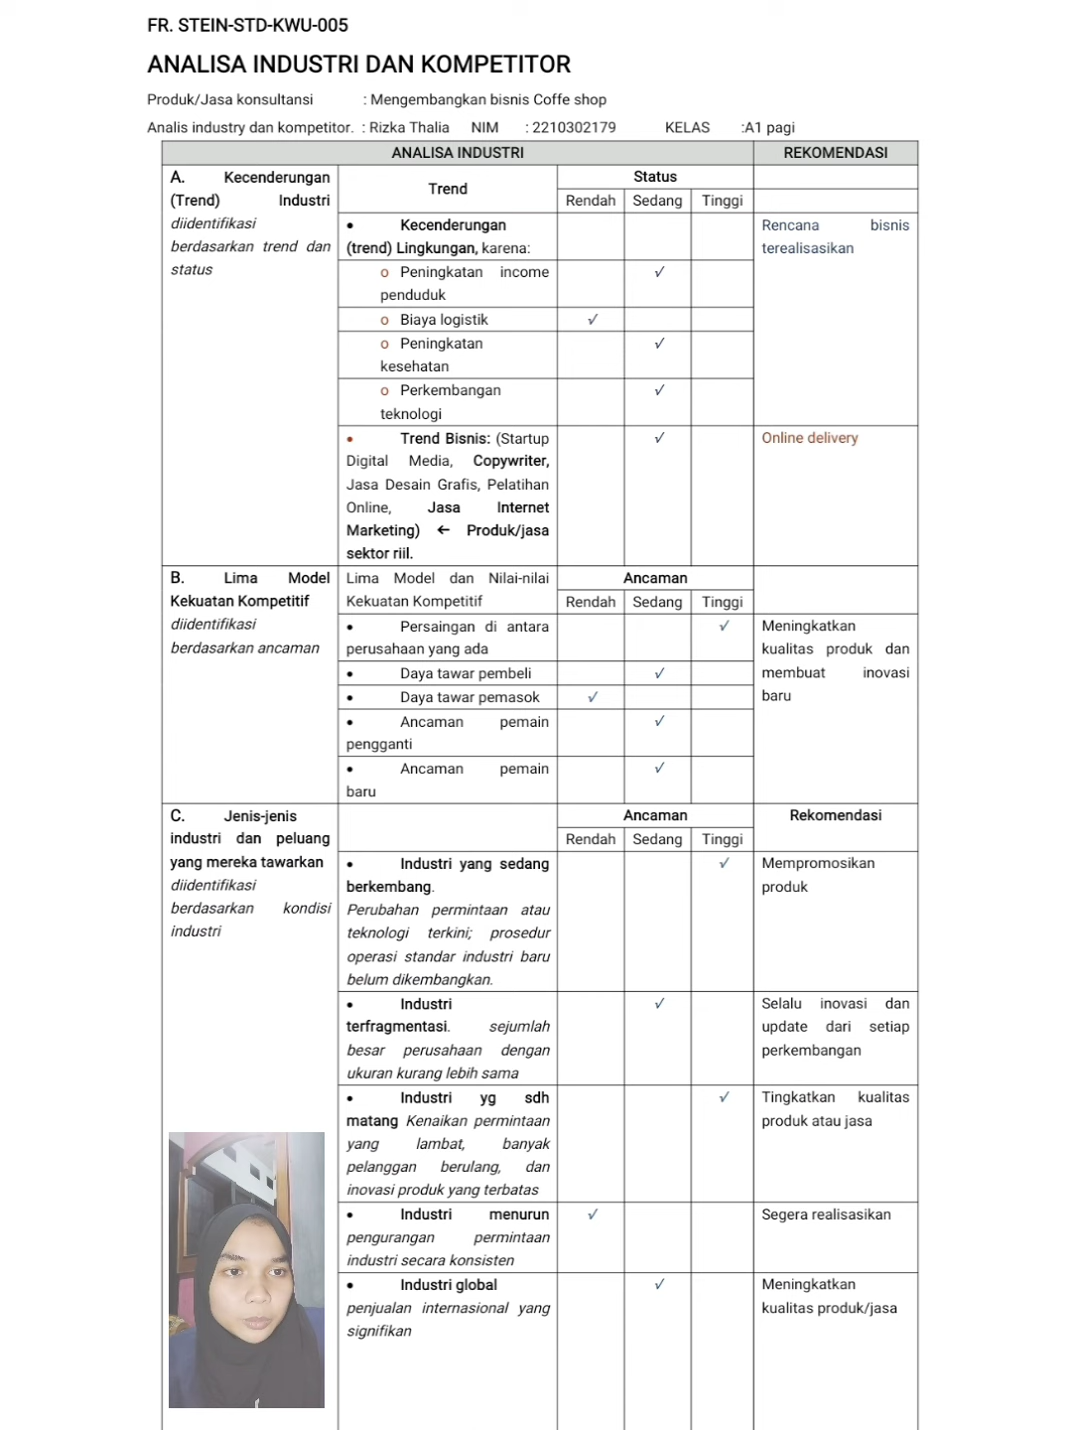 FR. STEIN-STD-KWU-005
ANALISA INDUSTRI DAN KOMPETITOR
Produk/Jasa konsultansi : Mengembangkan bisnis Coffe shop
Analis industry dan kompetitor. : Rizka Thalia NIM : 2210302179 KELAS :A1 pagi
ANALISA INDUSTRI REKOMENDASI
A. Kecenderungan
(Trend) Industri
diidentifikasi
berdasarkan trend dan
status
Trend
Status
Rendah Sedang Tinggi
• Kecenderungan
(trend) Lingkungan, karena:
Rencana bisnis
terealisasikan
o Peningkatan income
penduduk
✓
o Biaya logistik ✓
o Peningkatan
kesehatan
✓
o Perkembangan
teknologi
✓
• Trend Bisnis: (Startup
Digital Media, Copywriter,
Jasa Desain Grafis, Pelatihan
Online, Jasa Internet
Marketing) ← Produk/jasa
sektor riil.
✓
Online delivery
B. Lima Model
Kekuatan Kompetitif
diidentifikasi
berdasarkan ancaman
Lima Model dan Nilai-nilai
Kekuatan Kompetitif
Ancaman
Rendah Sedang Tinggi
• Persaingan di antara
perusahaan yang ada
✓
Meningkatkan
kualitas produk dan
membuat inovasi
baru
• Daya tawar pembeli ✓
• Daya tawar pemasok ✓
• Ancaman pemain
pengganti
✓
• Ancaman pemain
baru
✓
C. Jenis-jenis
industri dan peluang
yang mereka tawarkan
diidentifikasi
berdasarkan kondisi
industri
Ancaman
Rendah Sedang Tinggi
Rekomendasi
• Industri yang sedang
berkembang.
Perubahan permintaan atau
teknologi terkini; prosedur
operasi standar industri baru
belum dikembangkan.
✓
Mempromosikan
produk
• Industri
terfragmentasi. sejumlah
besar perusahaan dengan
ukuran kurang lebih sama
✓
Selalu inovasi dan
update dari setiap
perkembangan
• Industri yg sdh
matang Kenaikan permintaan
yang lambat, banyak
pelanggan berulang, dan
inovasi produk yang terbatas
✓
Tingkatkan kualitas
produk atau jasa
• Industri menurun
pengurangan permintaan
industri secara konsisten
✓
Segera realisasikan
• Industri global
penjualan internasional yang
signifikan
✓
Meningkatkan
kualitas produk/jasa